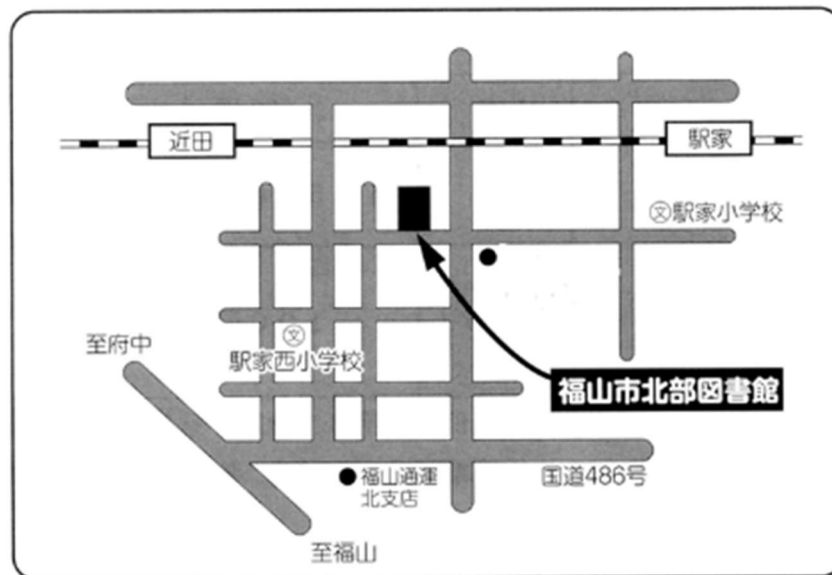 近田
駅家
文駅家小学校
文
駅家西小学校
至府中
福山市北部図書館
福山通運
北支店
国道486号
至福山